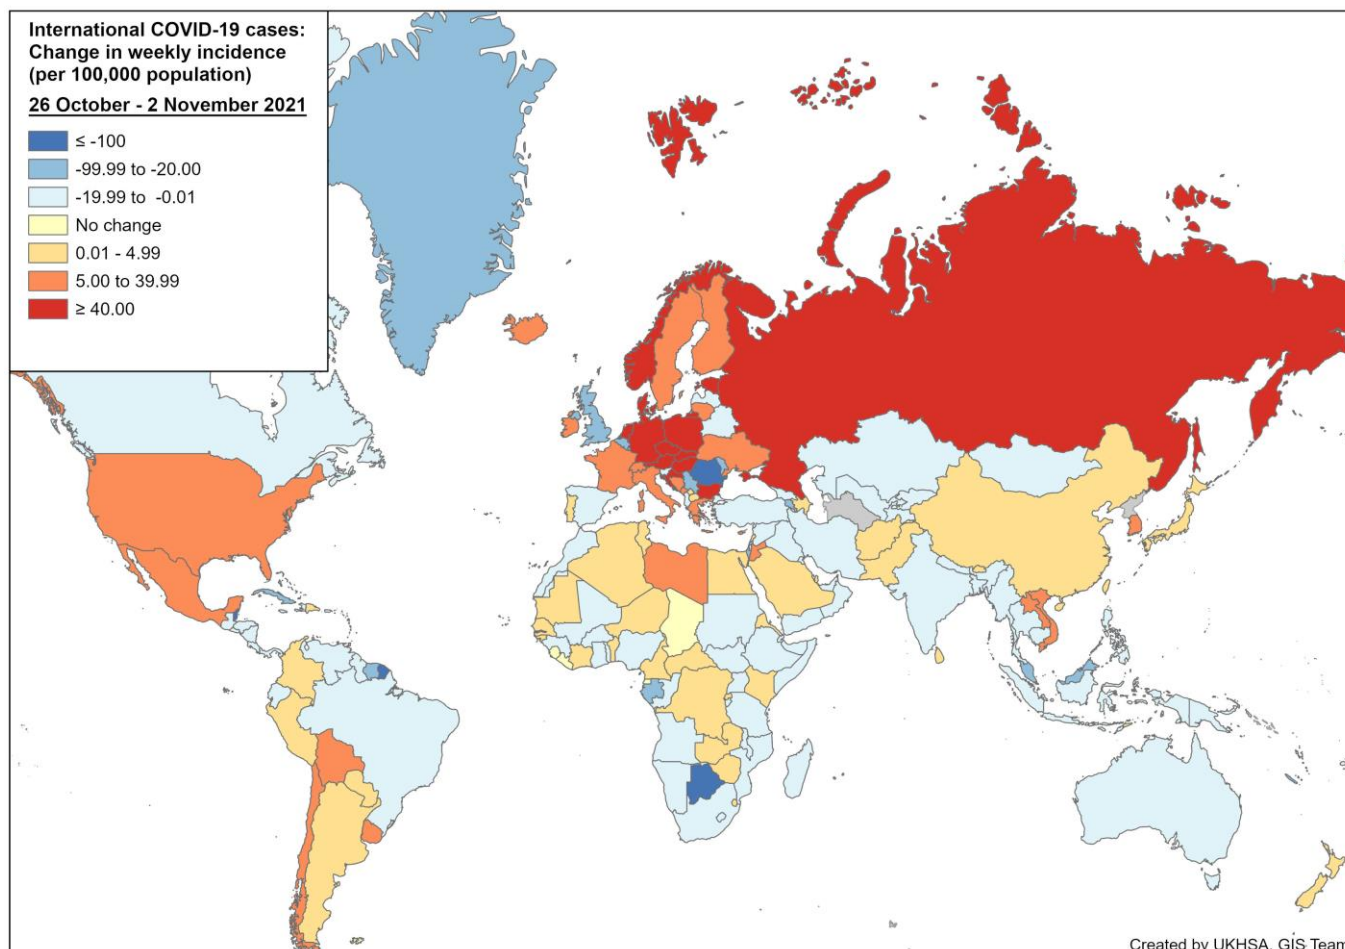 International COVID-19 cases:
Change in weekly incidence
(per 100,000 population)
26 October - 2 November 2021
≤ -100
-99.99 to -20.00
-19.99 to -0.01
No change
0.01 - 4.99
5.00 to 39.99
≥ 40.00
Created by UKHSA, GIS Team